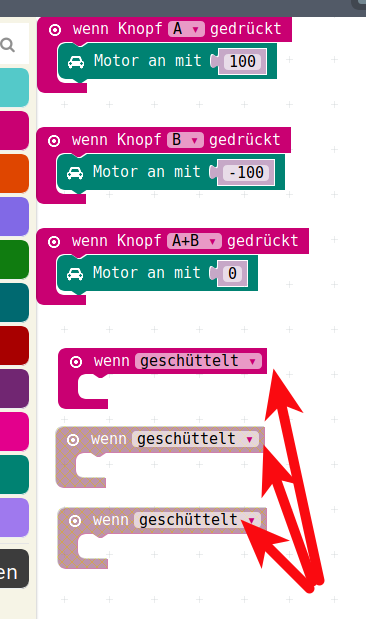 wenn Knopf A gedrückt
Motor an mit 100
wenn Knopf B gedrückt
Motor an mit -100
wenn Knopf A+B gedrückt
Motor an mit 0
wenn geschüttelt
wenn geschüttelt
wenn geschüttelt
en